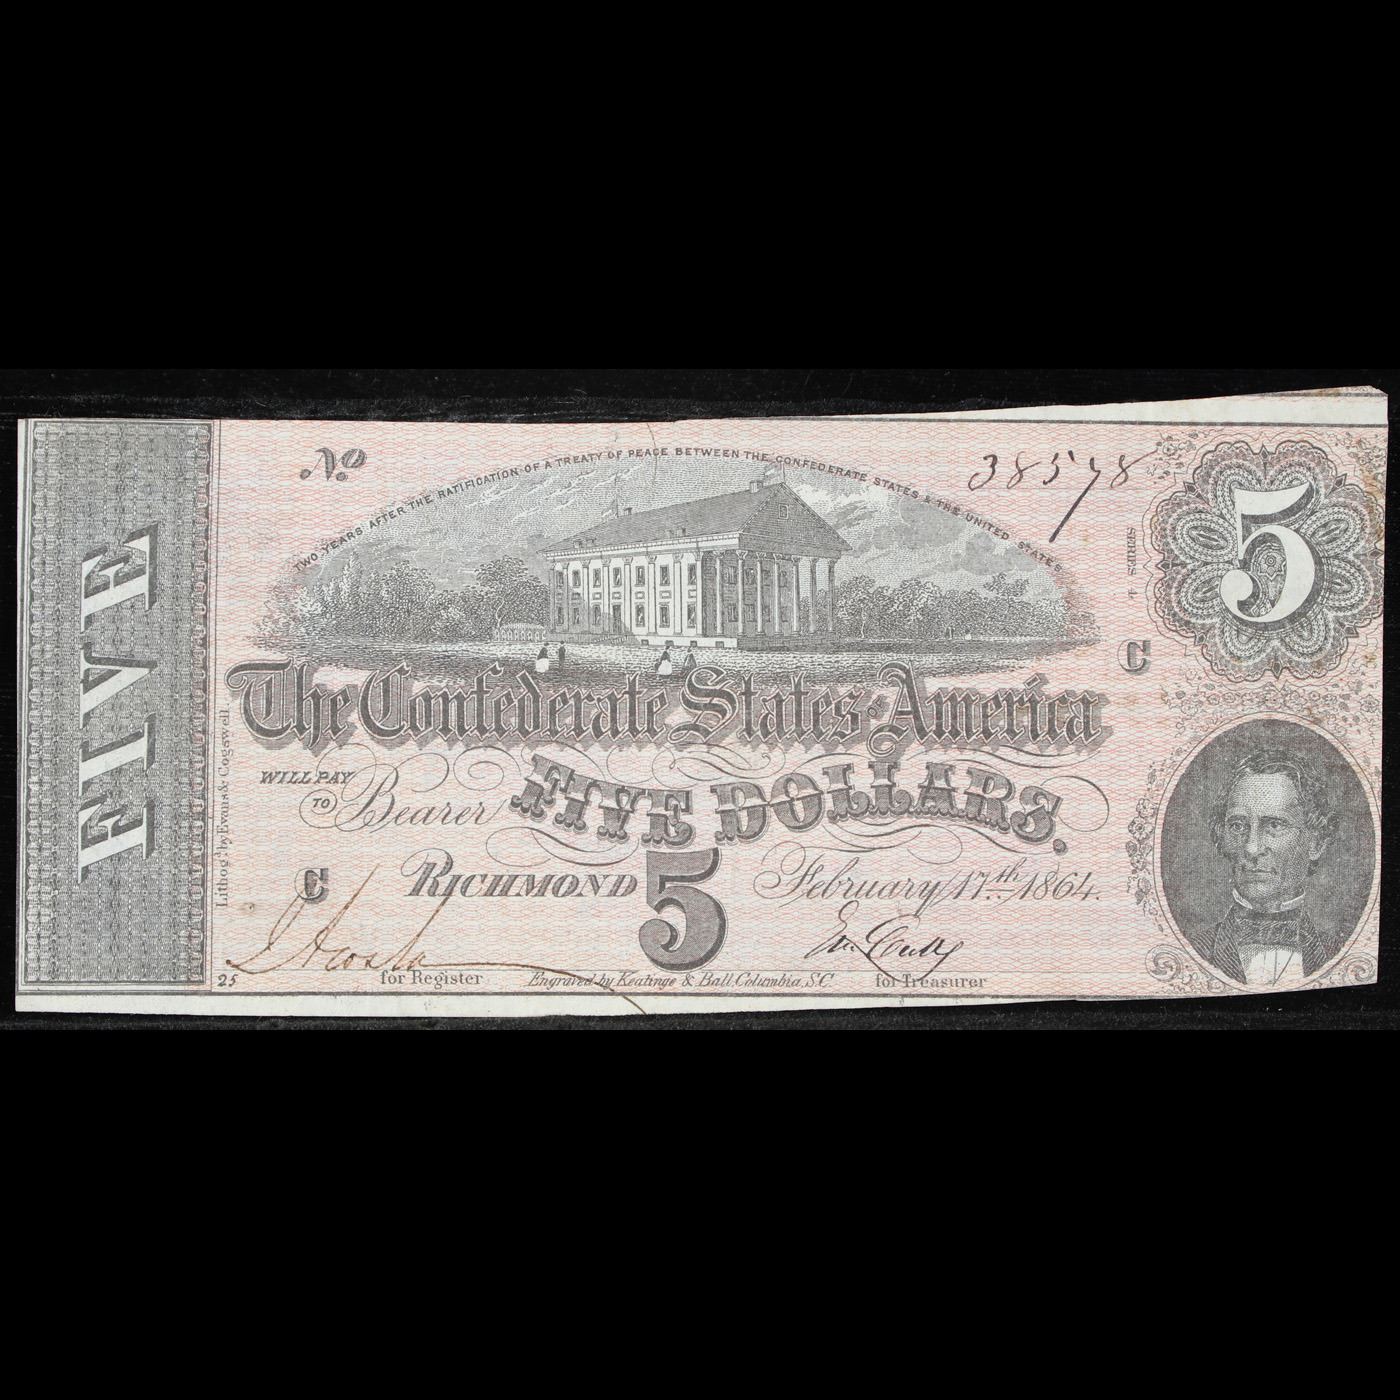 FIVE
No 38578
TWO YEARS AFTER THE RATIFICATION OF A TREATY OF PEACE BETWEEN THE CONFEDERATE STATES & THE UNITED STATES
5
SERIES
C
The Confederate States of America
WILL PAY
TO Bearer FIVE DOLLARS.
C RICHMOND 5 February 17th 1864.
25 for Register Engraved by Keatinge & Ball, Columbia, S.C. for Treasurer
Lithog'd by Evans & Cogswell